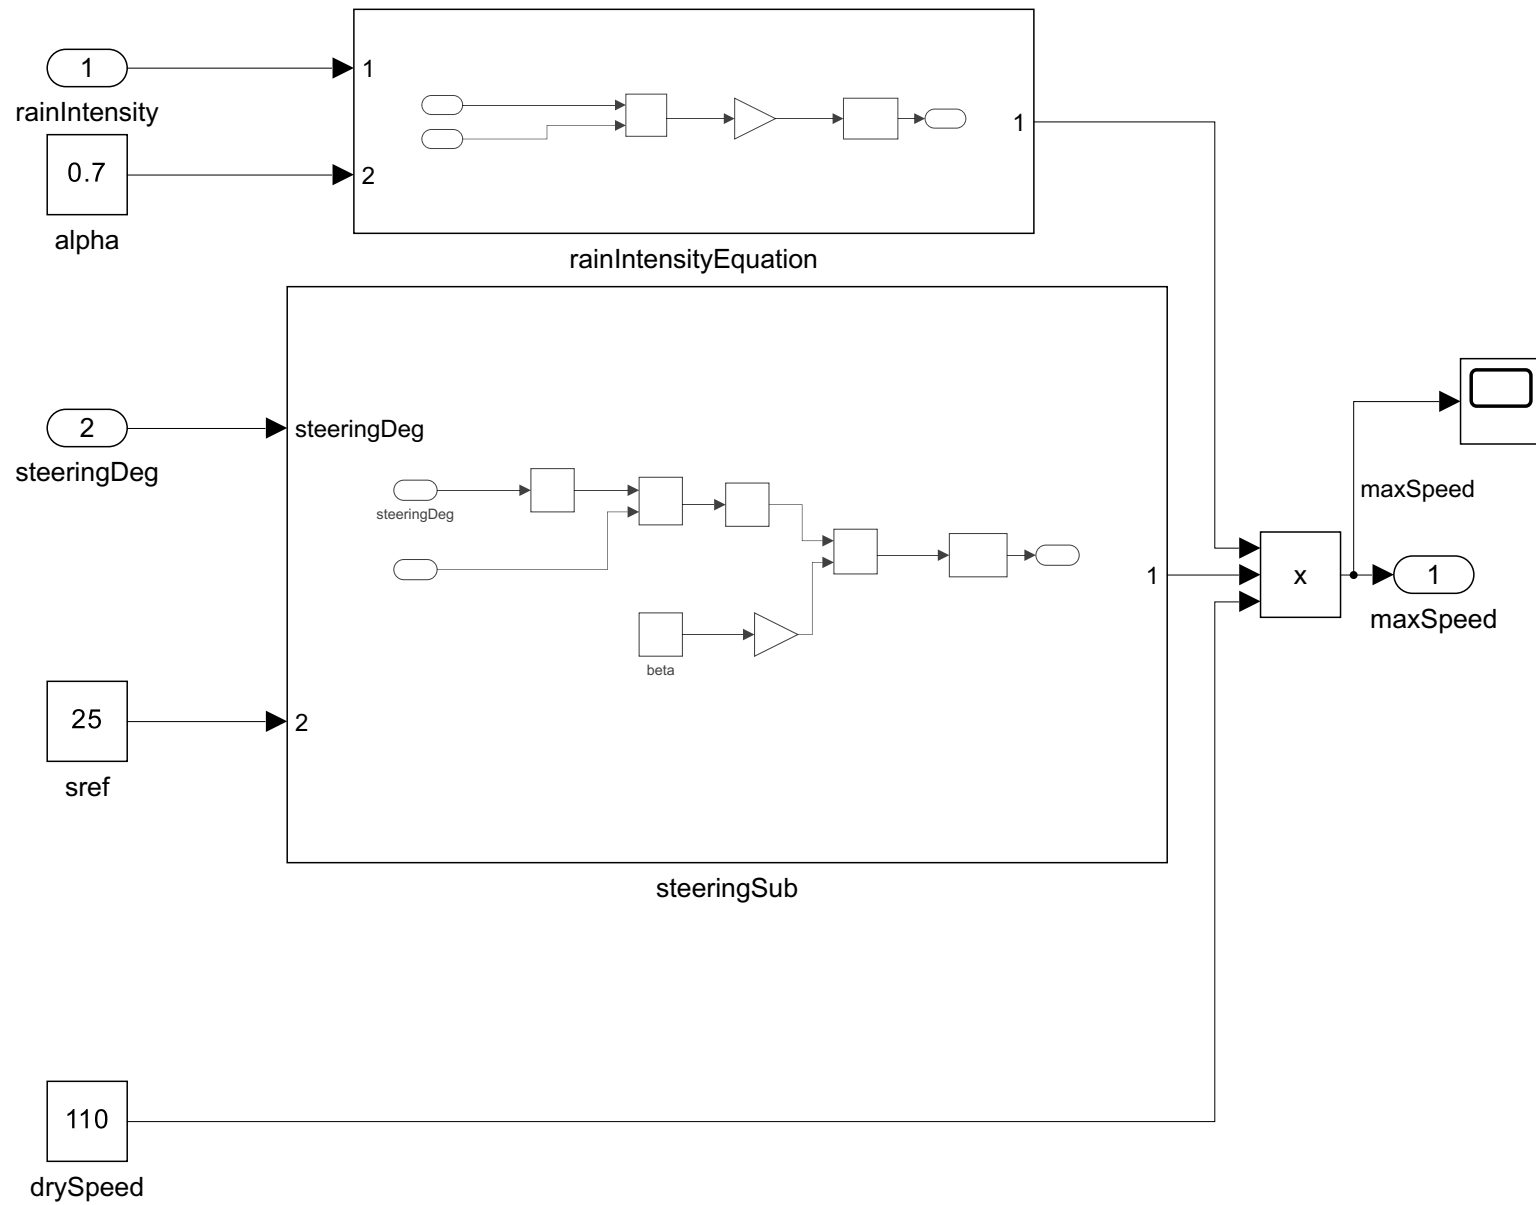 1
rainIntensity
0.7
alpha
1
2
1
rainIntensityEquation
2
steeringDeg
steeringDeg
steeringDeg
beta
1
2
steeringSub
25
sref
x
maxSpeed
1
maxSpeed
110
drySpeed